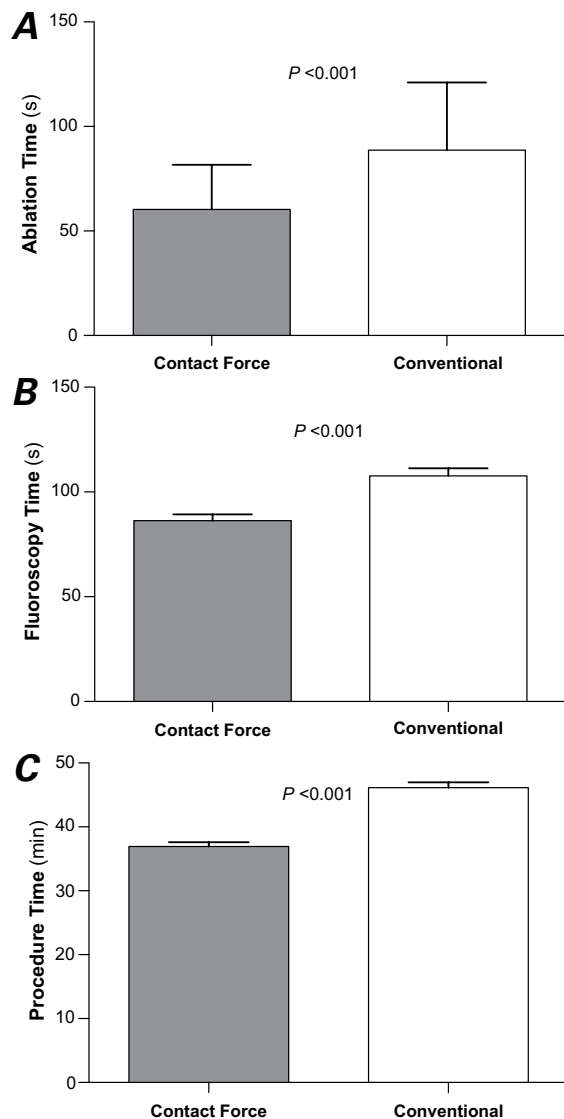 A
150
P <0.001
100
50
0
Ablation Time (s)
Contact Force
Conventional
B
150
P <0.001
100
50
0
Fluoroscopy Time (s)
Contact Force
Conventional
C
50
P <0.001
40
30
20
10
0
Procedure Time (min)
Contact Force
Conventional